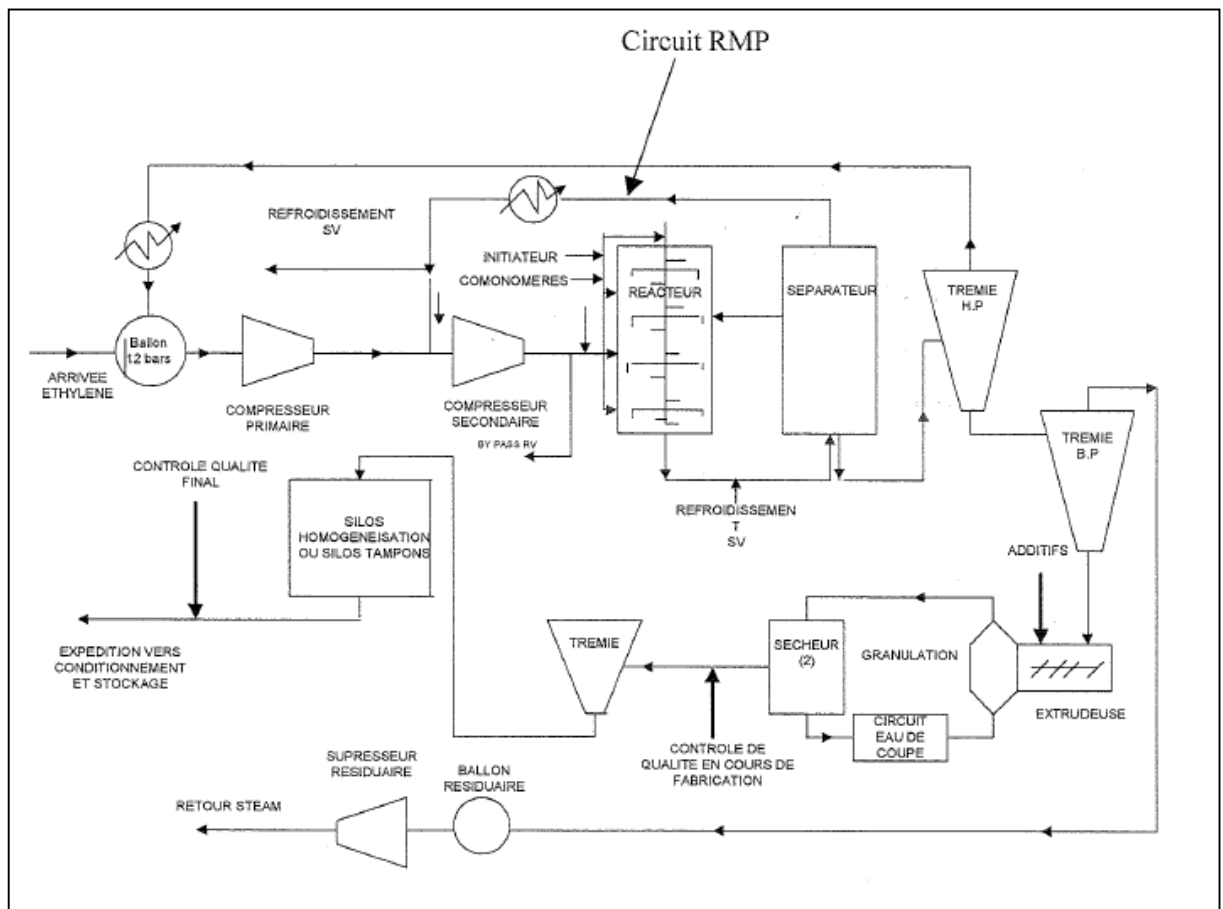 Circuit RMP
REFROIDISSEMENT
SV
INITIATEUR
COMONOMERES
REACTEUR
SEPARATEUR
TREMIE
H.P
Ballon
12 bars
ARRIVEE
ETHYLENE
COMPRESSEUR
PRIMAIRE
COMPRESSEUR
SECONDAIRE
BY PASS RV
TREMIE
B.P
CONTROLE QUALITE
FINAL
SILOS
HOMOGENEISATION
OU SILOS TAMPONS
REFROIDISSEMEN
T
SV
ADDITIFS
EXPEDITION VERS
CONDITIONNEMENT
ET STOCKAGE
TREMIE
SECHEUR
(2)
GRANULATION
EXTRUDEUSE
CIRCUIT
EAU DE
COUPE
CONTROLE DE
QUALITE EN COURS DE
FABRICATION
SUPRESSEUR
RESIDUAIRE
BALLON
RESIDUAIRE
RETOUR STEAM